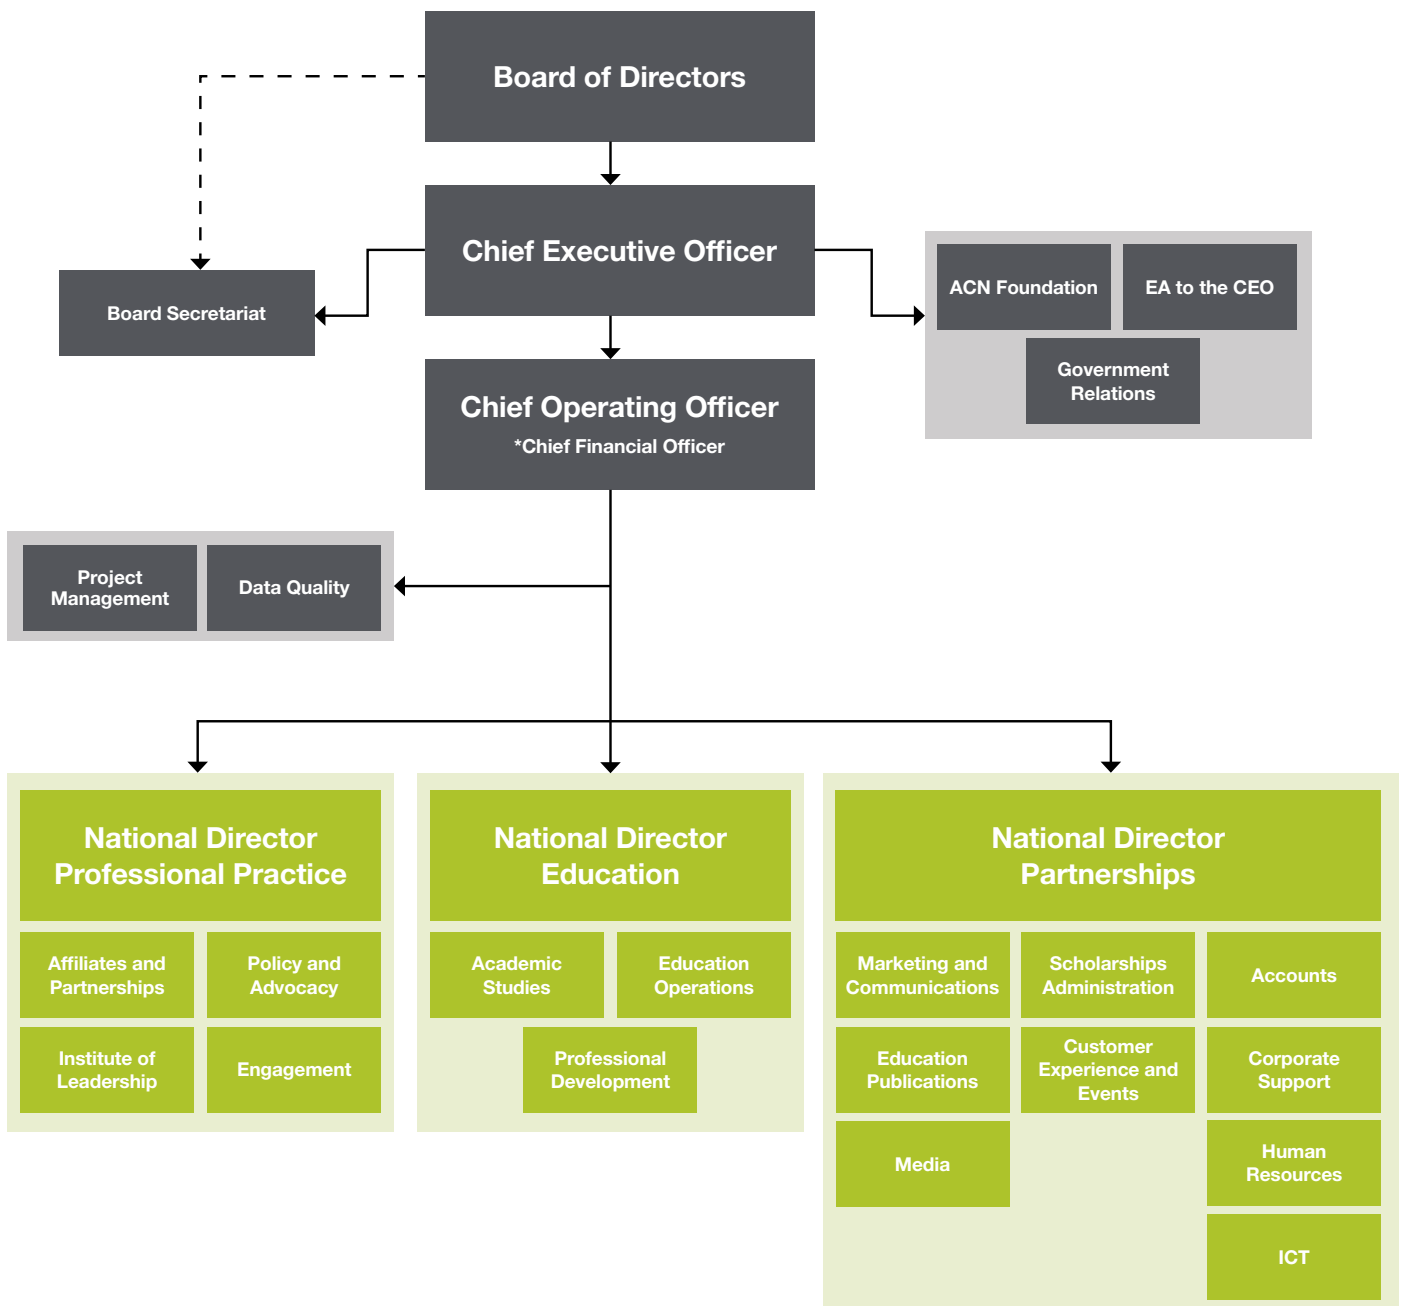 Board of Directors
Chief Executive Officer
Board Secretariat
ACN Foundation
EA to the CEO
Government
Relations
Chief Operating Officer
*Chief Financial Officer
Project
Management
Data Quality
National Director
Professional Practice
Affiliates and
Partnerships
Policy and
Advocacy
Institute of
Leadership
Engagement
National Director
Education
Academic
Studies
Education
Operations
Professional
Development
National Director
Partnerships
Marketing and
Communications
Scholarships
Administration
Accounts
Education
Publications
Customer
Experience and
Events
Corporate
Support
Media
Human
Resources
ICT